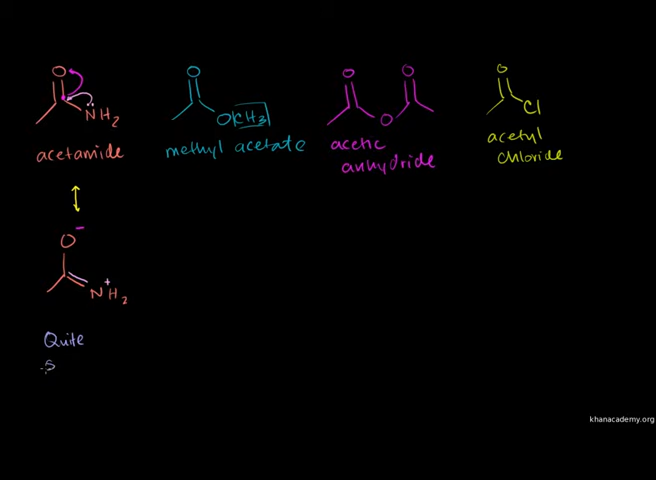 O
O
O
O
O
NH2
OCH3
O
Cl
acetamide
methyl acetate
acetic
anhydride
acetyl
chloride
O-
+
NH2
Quite
s
khanacademy.org